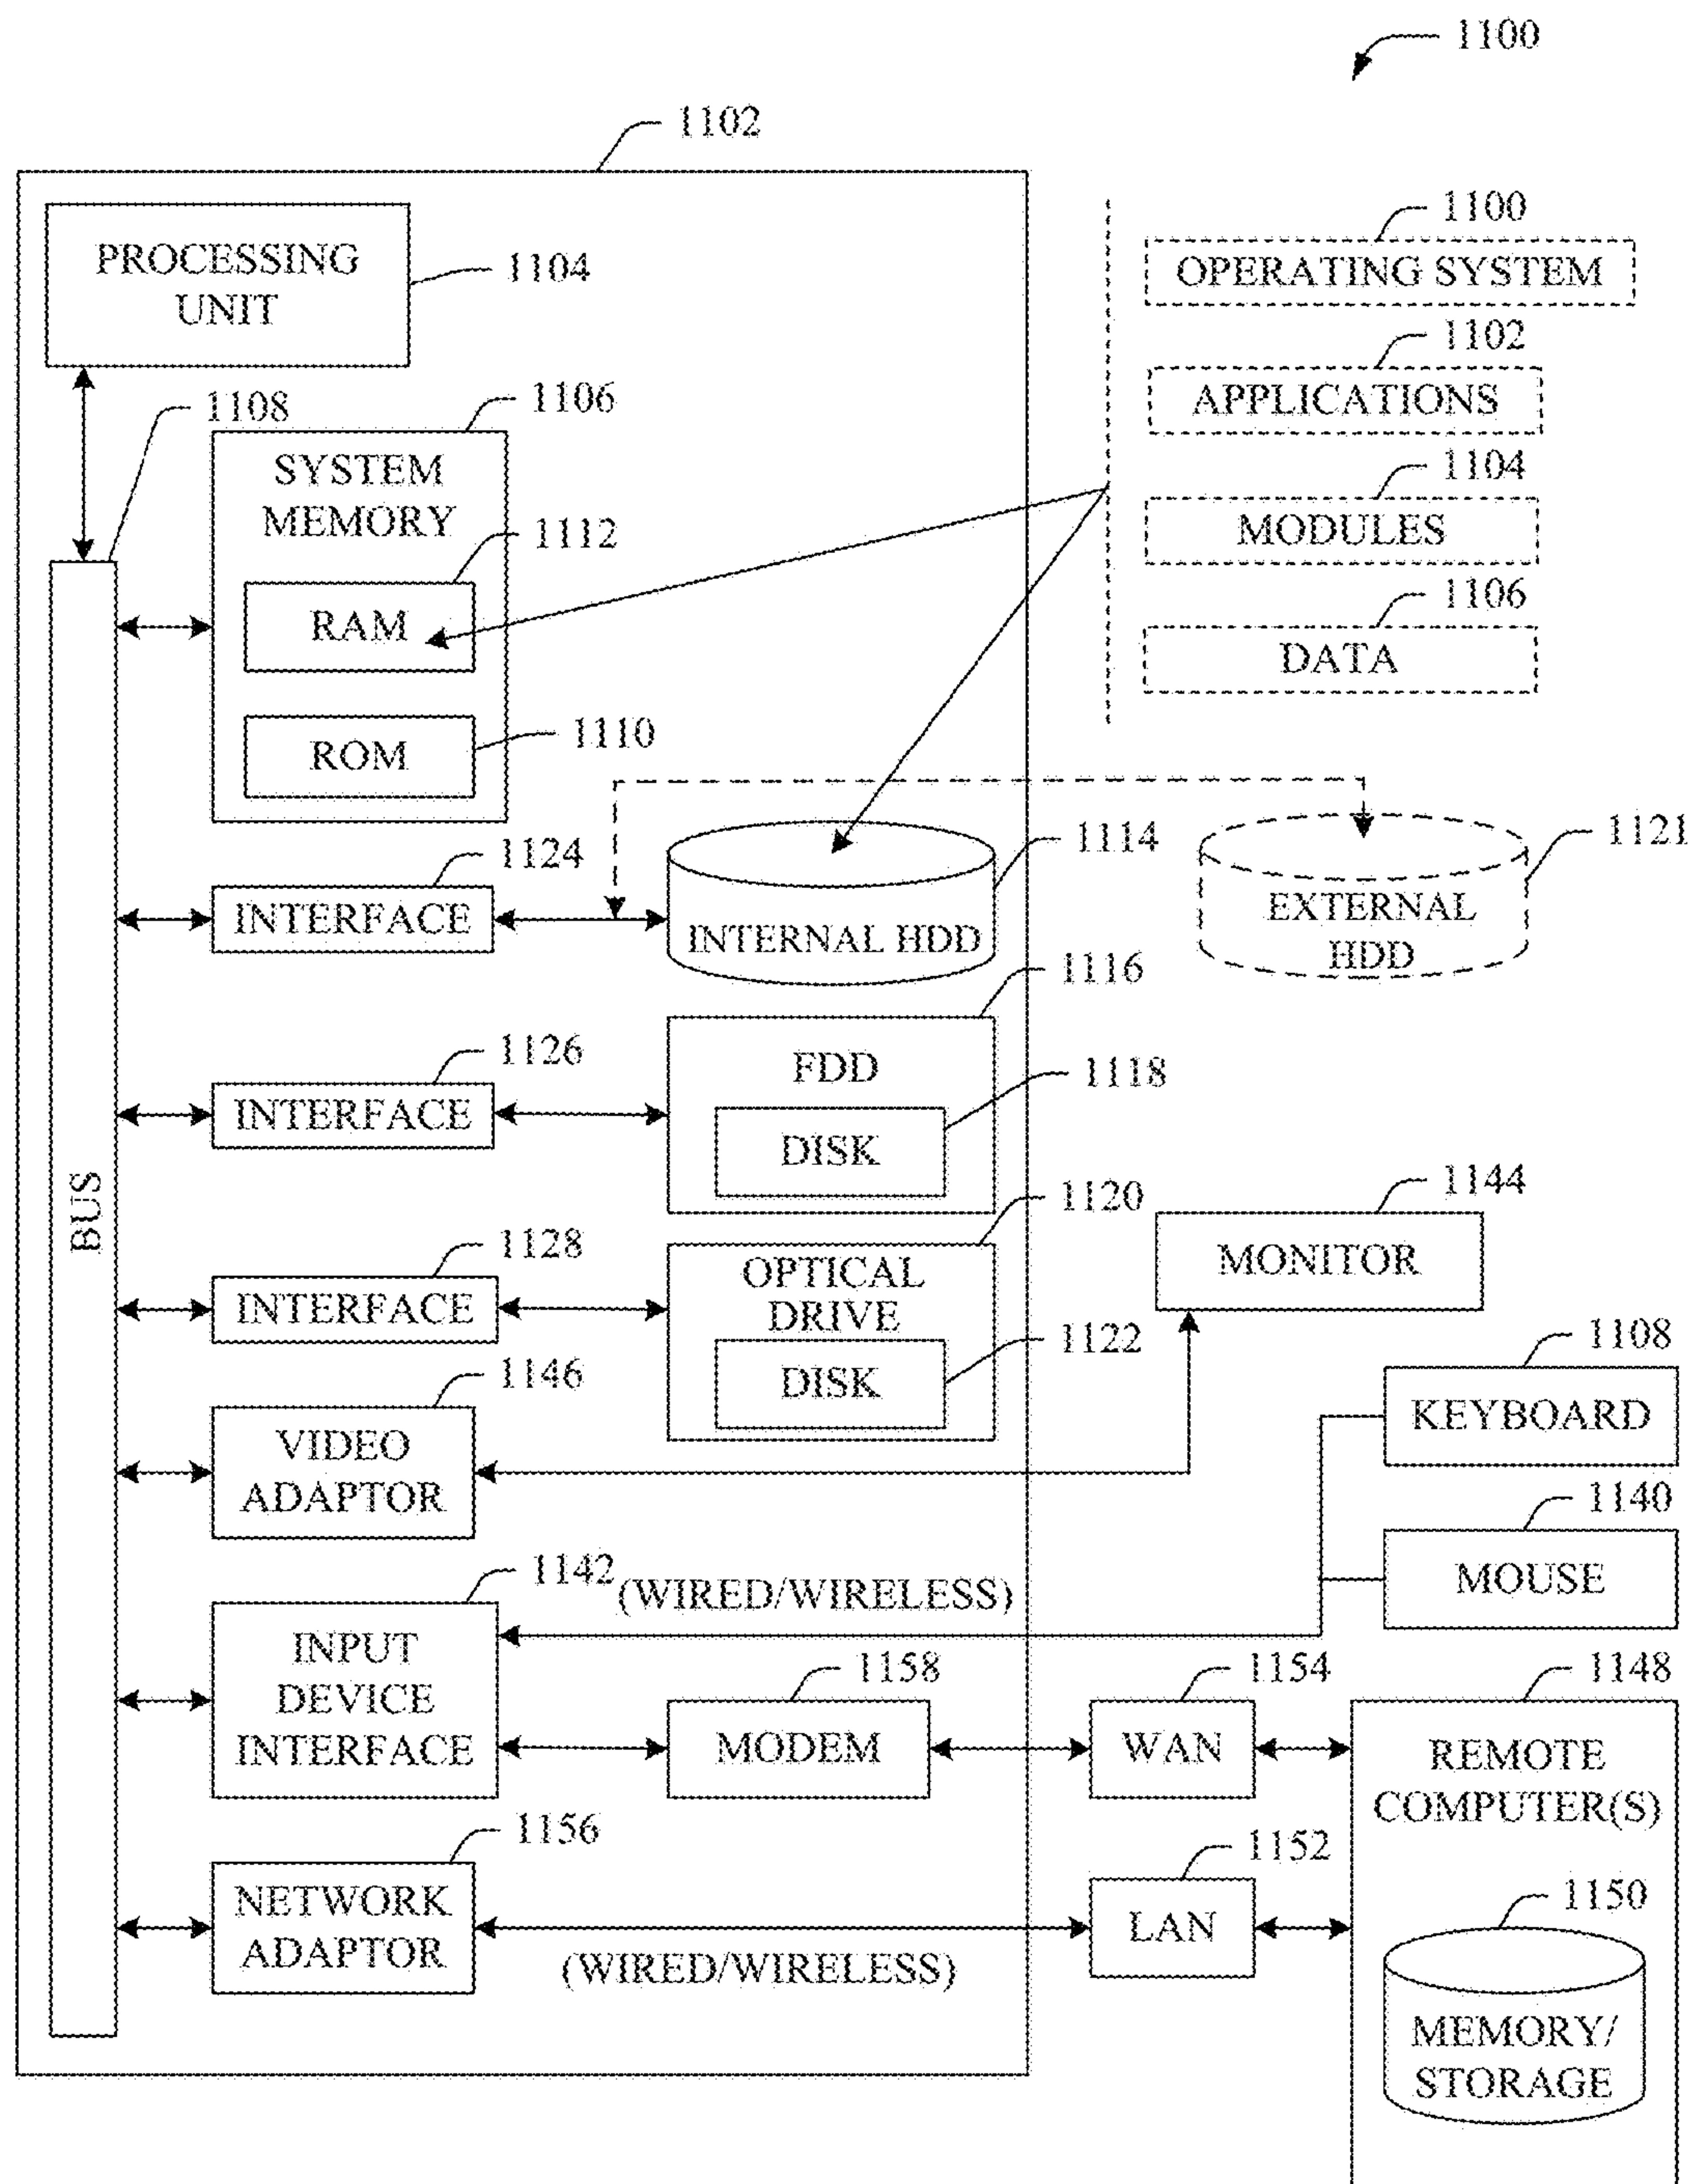 1100
1102
PROCESSING
UNIT
1104
1100
OPERATING SYSTEM
1102
APPLICATIONS
1104
MODULES
1106
DATA
1108
1106
SYSTEM
MEMORY
1112
RAM
1110
ROM
1124
INTERFACE
1114
INTERNAL HDD
1121
EXTERNAL
HDD
1126
INTERFACE
1116
FDD
1118
DISK
BUS
1128
INTERFACE
1120
OPTICAL
DRIVE
1122
DISK
1144
MONITOR
1146
VIDEO
ADAPTOR
1108
KEYBOARD
1140
MOUSE
1142
(WIRED/WIRELESS)
INPUT
DEVICE
INTERFACE
1158
MODEM
1154
WAN
1148
REMOTE
COMPUTER(S)
1156
NETWORK
ADAPTOR
(WIRED/WIRELESS)
1152
LAN
1150
MEMORY/
STORAGE